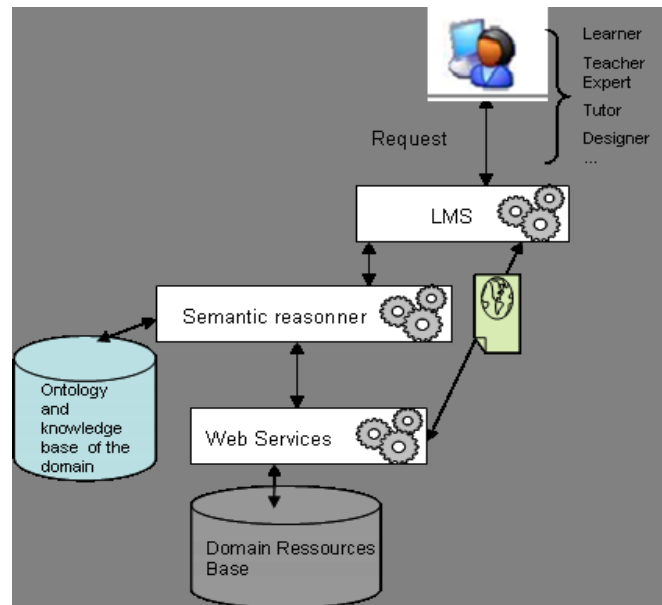 Learner
Teacher
Expert
Tutor
Designer
...
Request
LMS
Semantic reasonner
Ontology
and
knowledge
base of the
domain
Web Services
Domain Ressources
Base